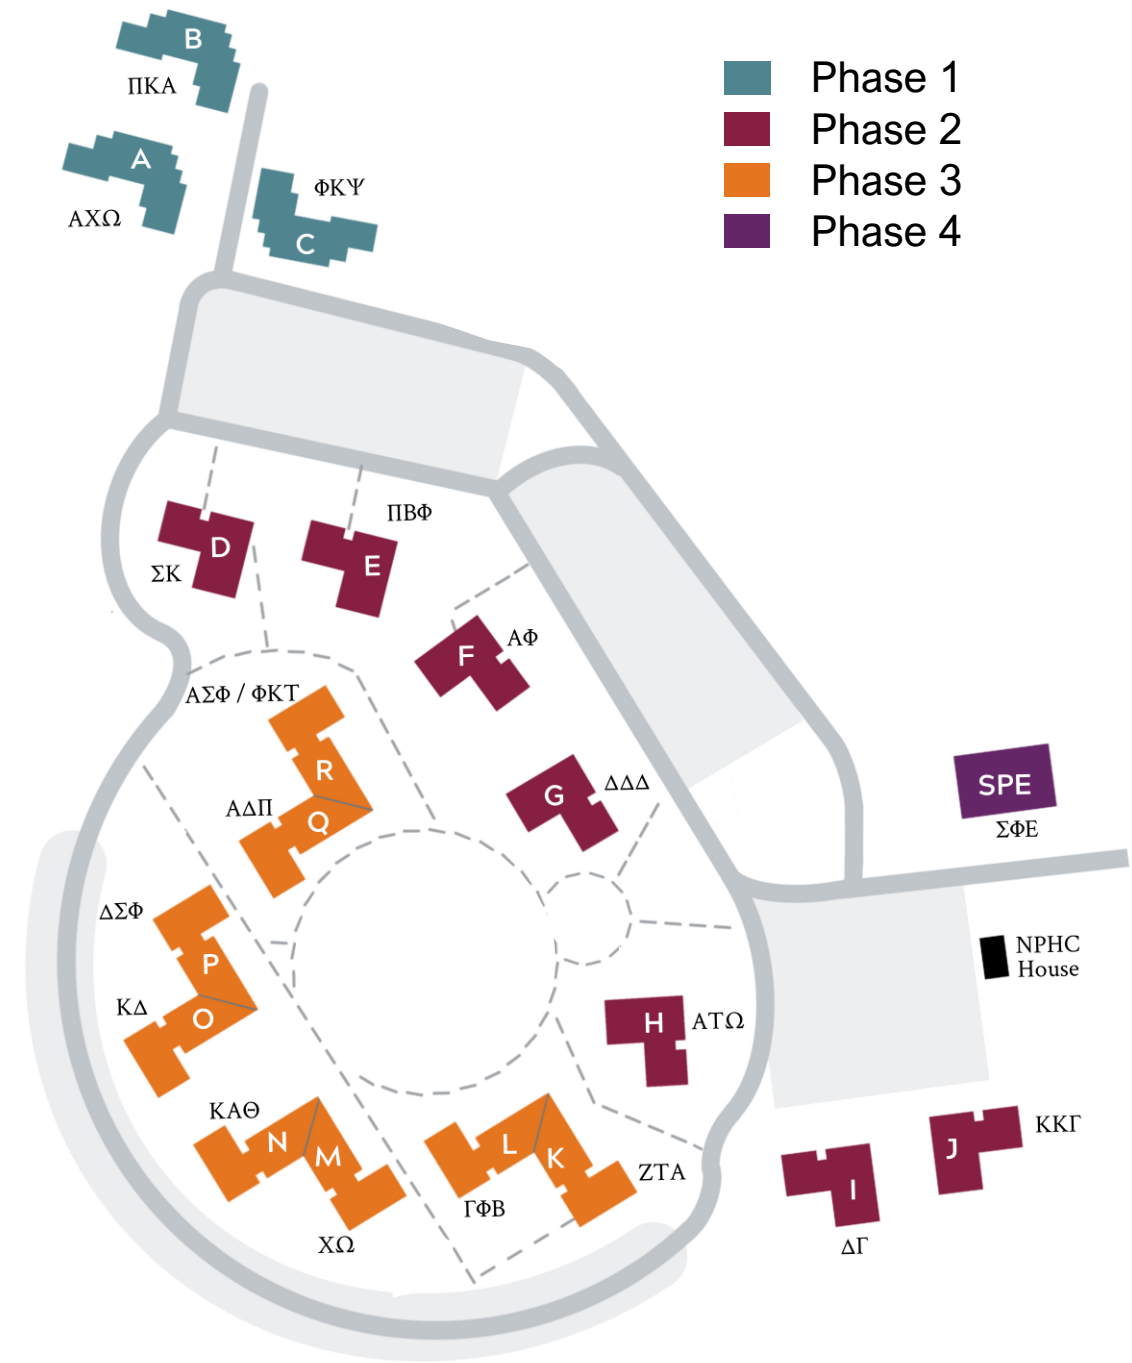 B
ΠΚΑ
Phase 1
Phase 2
Phase 3
Phase 4
A
ΑΧΩ
ΦΚΨ
C
ΠΒΦ
D
E
ΣΚ
F
ΑΦ
ΑΣΦ / ΦΚΤ
R
ΑΔΠ
Q
G
ΔΔΔ
SPE
ΣΦΕ
ΔΣΦ
P
ΚΔ
O
NPHC
House
H
ΑΤΩ
ΚΑΘ
N
M
ΧΩ
L
K
ΓΦΒ
ΖΤΑ
J
ΚΚΓ
I
ΔΓ